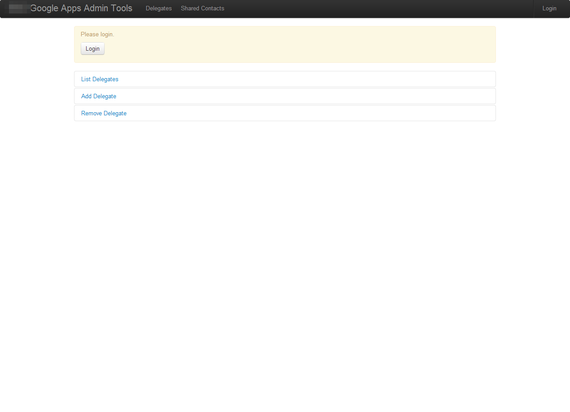 Google Apps Admin Tools Delegates Shared Contacts Login
Please login.
Login
List Delegates
Add Delegate
Remove Delegate